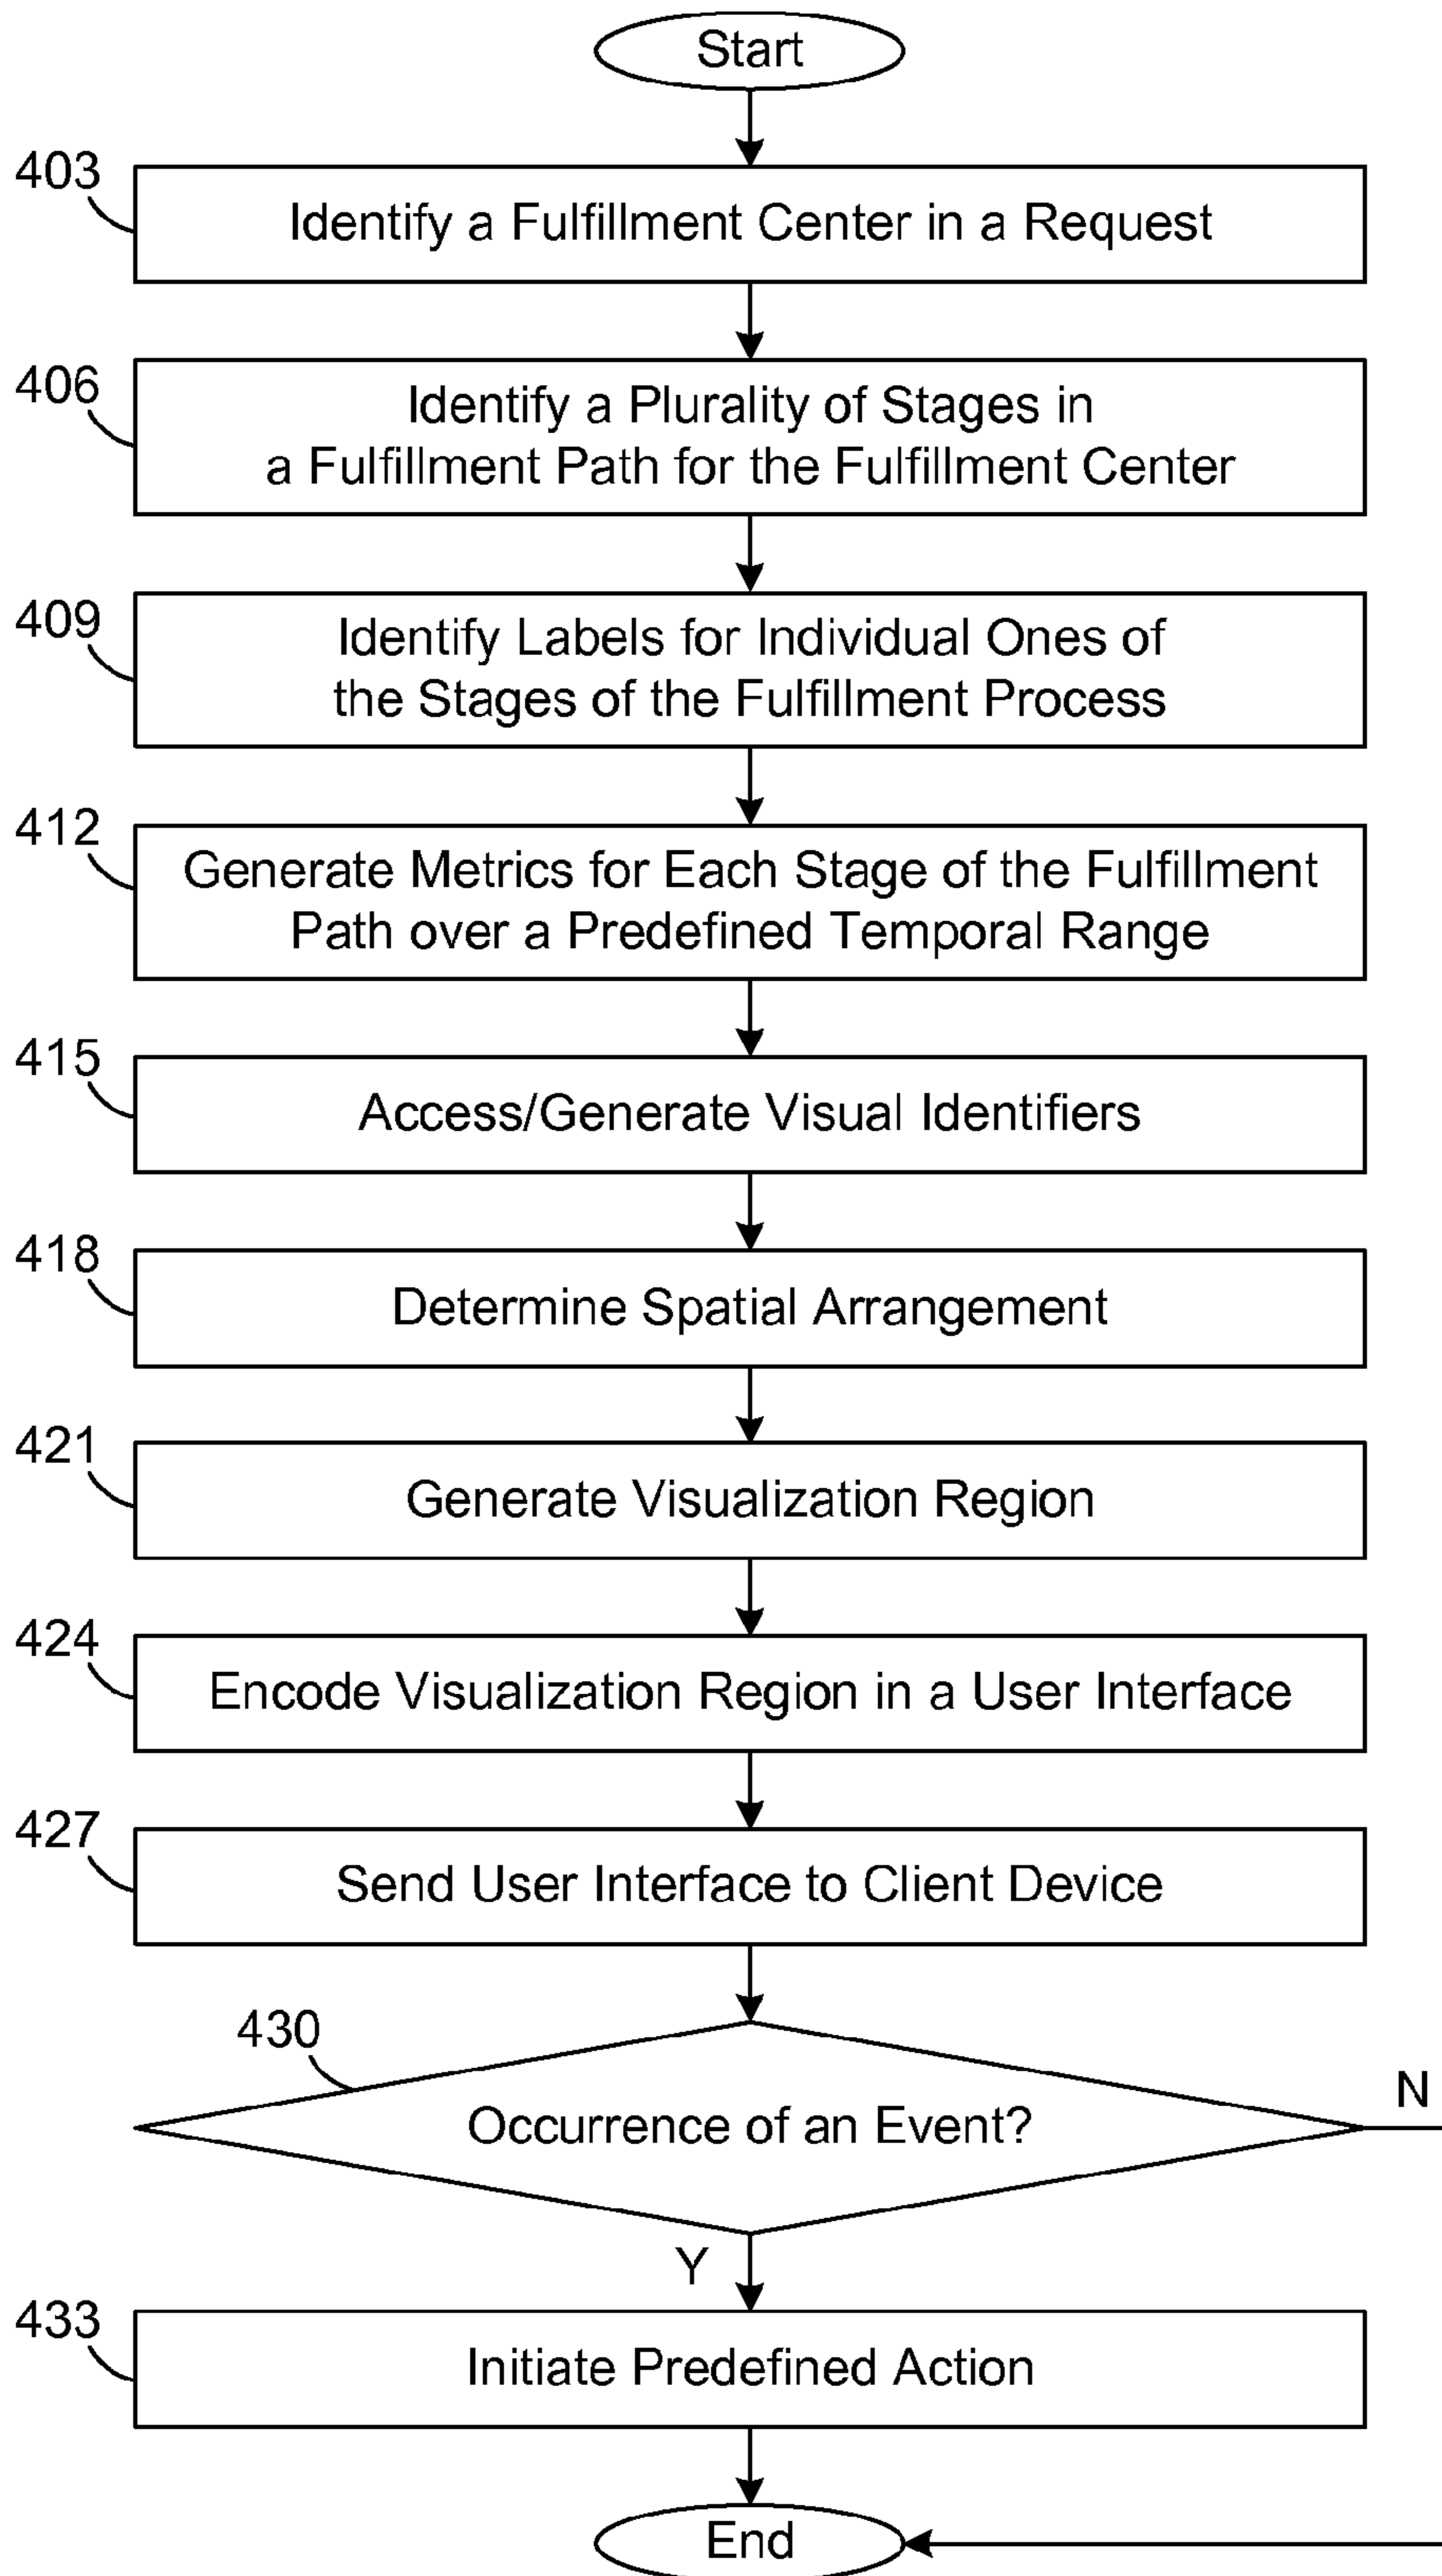 Start
403
Identify a Fulfillment Center in a Request
406
Identify a Plurality of Stages in
a Fulfillment Path for the Fulfillment Center
409
Identify Labels for Individual Ones of
the Stages of the Fulfillment Process
412
Generate Metrics for Each Stage of the Fulfillment
Path over a Predefined Temporal Range
415
Access/Generate Visual Identifiers
418
Determine Spatial Arrangement
421
Generate Visualization Region
424
Encode Visualization Region in a User Interface
427
Send User Interface to Client Device
430
Occurrence of an Event?
N
Y
433
Initiate Predefined Action
End